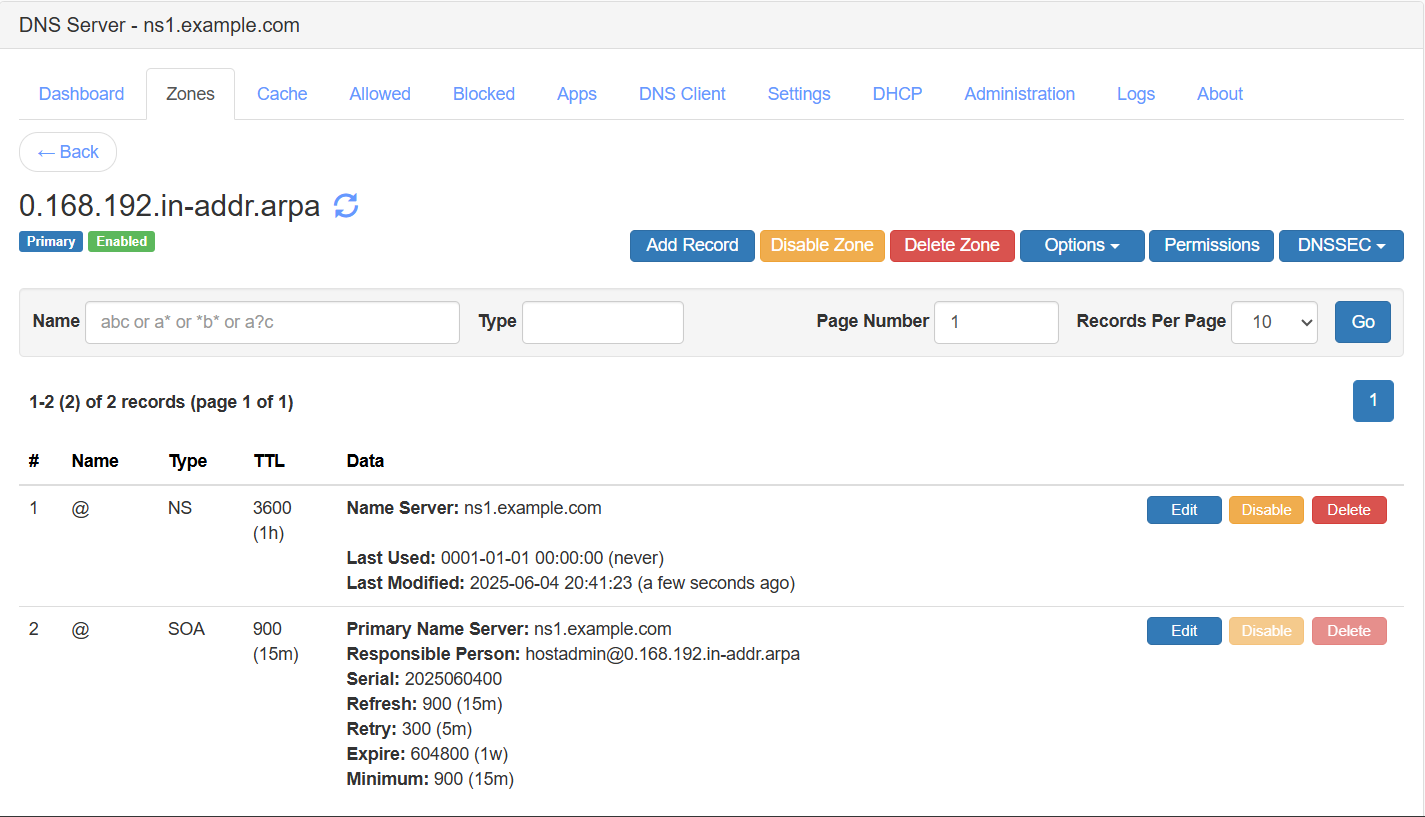 DNS Server - ns1.example.com
Dashboard Zones Cache Allowed Blocked Apps DNS Client Settings DHCP Administration Logs About
← Back
0.168.192.in-addr.arpa
Primary Enabled
Add Record Disable Zone Delete Zone Options Permissions DNSSEC
Name abc or a* or *b* or a?c Type Page Number 1 Records Per Page 10 Go
1-2 (2) of 2 records (page 1 of 1) 1
# Name Type TTL Data
1 @ NS 3600 Name Server: ns1.example.com Edit Disable Delete
(1h)
Last Used: 0001-01-01 00:00:00 (never)
Last Modified: 2025-06-04 20:41:23 (a few seconds ago)
2 @ SOA 900 Primary Name Server: ns1.example.com Edit Disable Delete
(15m) Responsible Person: hostadmin@0.168.192.in-addr.arpa
Serial: 2025060400
Refresh: 900 (15m)
Retry: 300 (5m)
Expire: 604800 (1w)
Minimum: 900 (15m)